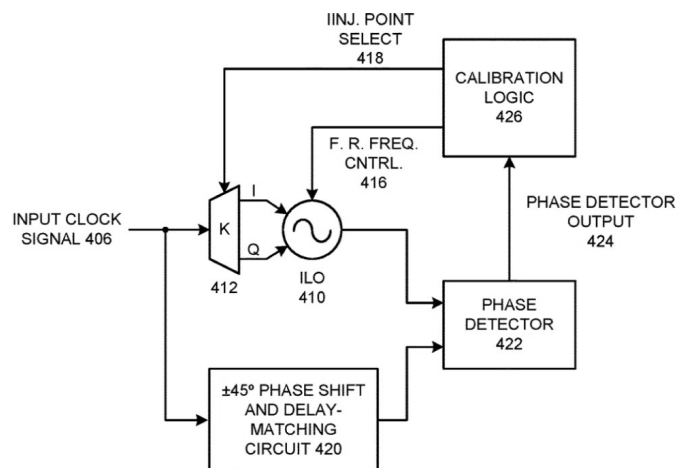 IINJ. POINT
SELECT
418
CALIBRATION
LOGIC
426
F. R. FREQ.
CNTRL.
416
PHASE DETECTOR
OUTPUT
424
INPUT CLOCK
SIGNAL 406
I
K
Q
412
ILO
410
PHASE
DETECTOR
422
±45º PHASE SHIFT
AND DELAY-
MATCHING
CIRCUIT 420